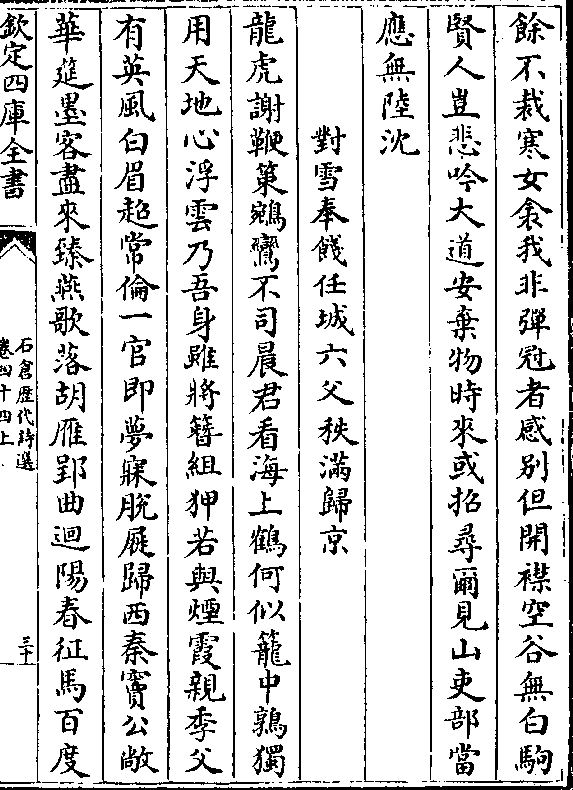 餘不裁寒女衾我非彈冠者感别但開襟空谷無白駒
賢人豈悲吟大道安棄物時來或招尋爾見山吏部當
應無陸沈
對雪奉餞任城六父秩滿歸京
龍虎謝鞭策鵷鸞不司晨君看海上鶴何似籠中鶉獨
用天地心浮雲乃吾身雖將簪組狎若與煙霞親季父
有英風白眉超常倫一官即夢寐脱屣歸西秦竇公敞
華筵墨客盡來臻燕歌落胡雁郢曲迴陽春征馬百度
欽定四庫全書
石倉歴代詩選
卷四十四上
三十